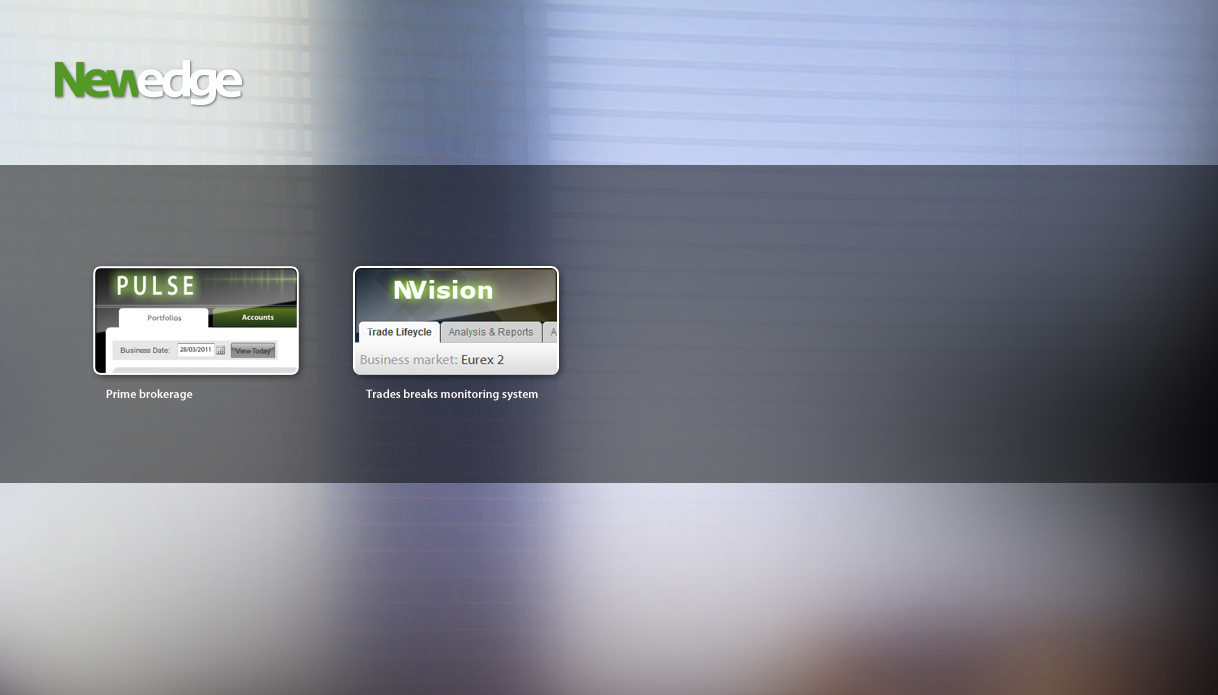 Newedge
PULSE
Portfolios
Accounts
Business Date: 28/03/2011 View Today
NVision
Trade Lifeycle
Analysis & Reports
A
Business market: Eurex 2
Prime brokerage
Trades breaks monitoring system